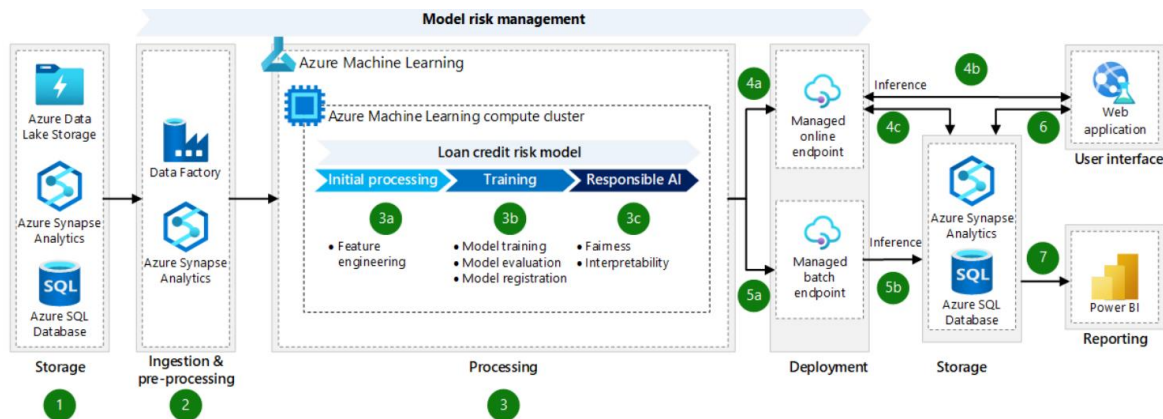 Model risk management
Azure Data
Lake Storage
Azure Synapse
Analytics
SQL
Azure SQL
Database
Storage
1
Data Factory
Azure Synapse
Analytics
Ingestion &
pre-processing
2
Azure Machine Learning
Azure Machine Learning compute cluster
Loan credit risk model
Initial processing
Training
Responsible AI
3a
3b
3c
• Feature
engineering
• Model training
• Model evaluation
• Model registration
• Fairness
• Interpretability
Processing
3
4a
5a
Managed
online
endpoint
Managed
batch
endpoint
Deployment
Inference
4b
4c
6
Inference
5b
Azure Synapse
Analytics
SQL
Azure SQL
Database
Storage
Web
application
User interface
7
Power BI
Reporting